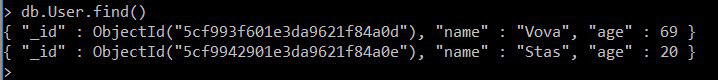 > db.User.find()
{ "_id" : ObjectId("5cf993f601e3da9621f84a0d"), "name" : "Vova", "age" : 69 }
{ "_id" : ObjectId("5cf9942901e3da9621f84a0e"), "name" : "Stas", "age" : 20 }
>